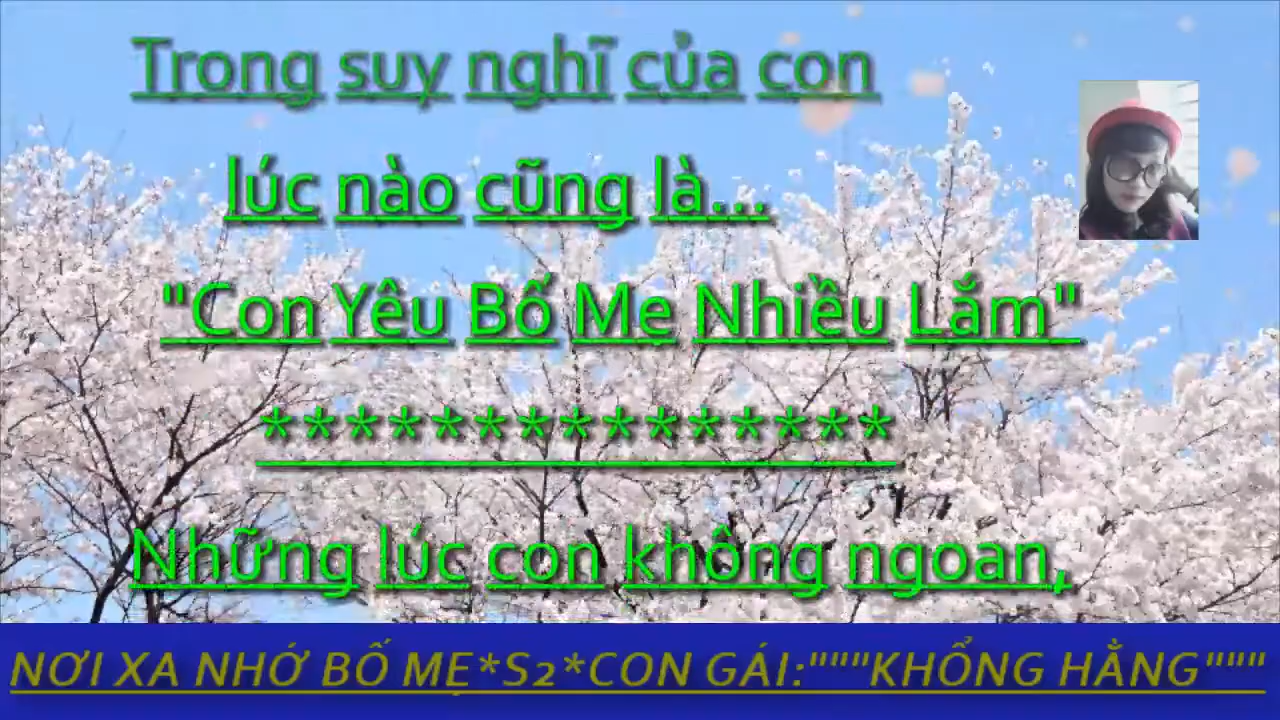 Trong suy nghĩ của con
lúc nào cũng là...
"Con Yêu Bố Mẹ Nhiều Lắm"
***************
Những lúc con không ngoan,
NƠI XA NHỚ BỐ MẸ*S2*CON GÁI:"""KHỔNG HẰNG"""